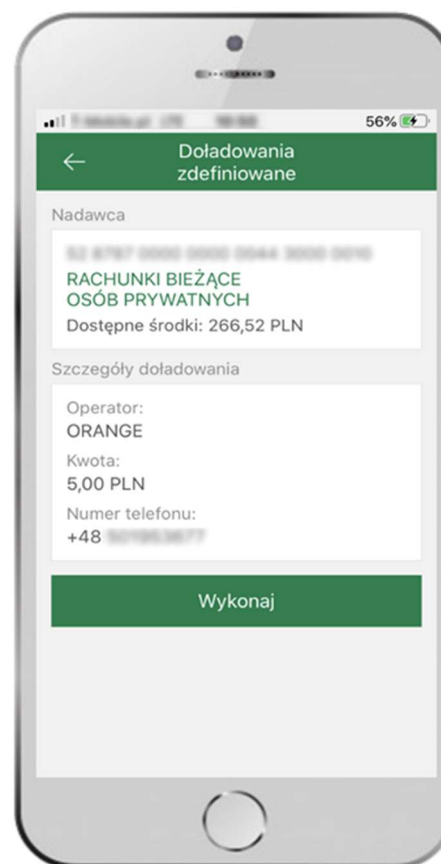 56%
Doładowania
zdefiniowane
Nadawca
RACHUNKI BIEŻĄCE
OSÓB PRYWATNYCH
Dostępne środki: 266,52 PLN
Szczegóły doładowania
Operator:
ORANGE
Kwota:
5,00 PLN
Numer telefonu:
+48
Wykonaj